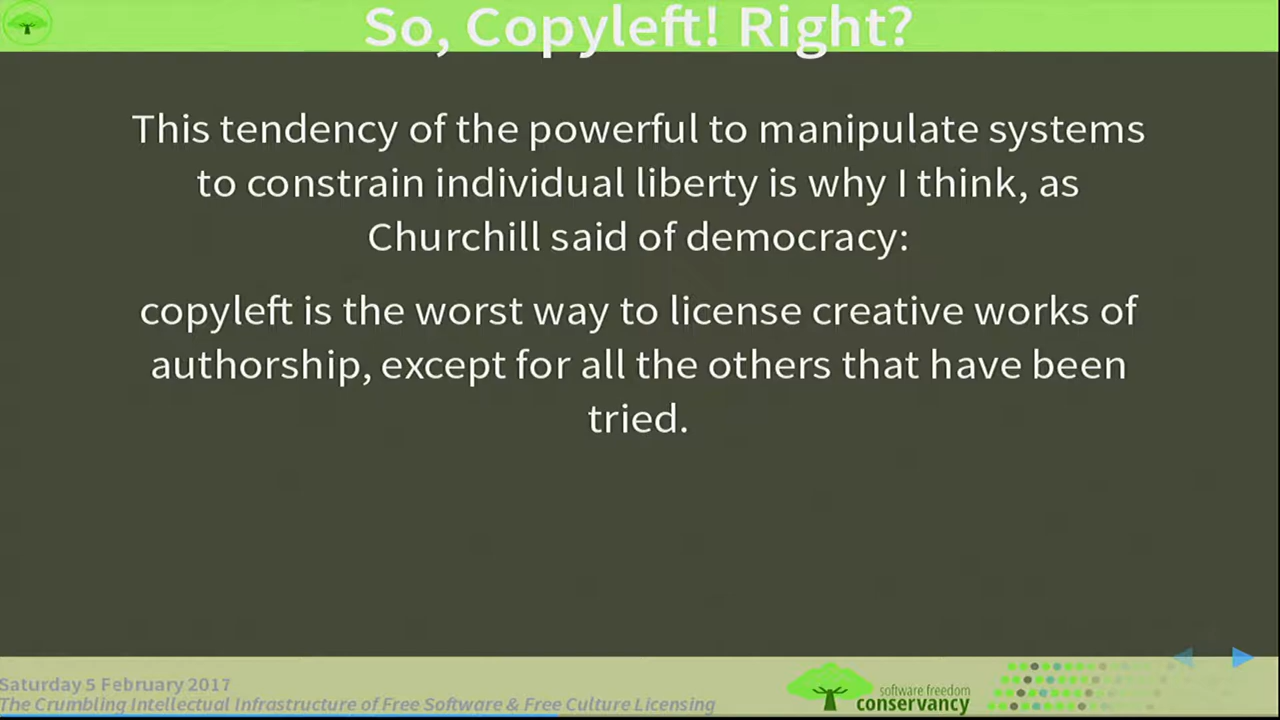 So, Copyleft! Right?
This tendency of the powerful to manipulate systems
to constrain individual liberty is why I think, as
Churchill said of democracy:
copyleft is the worst way to license creative works of
authorship, except for all the others that have been
tried.
Saturday 5 February 2017
The Crumbling Intellectual Infrastructure of Free Software & Free Culture Licensing
software freedom
conservancy